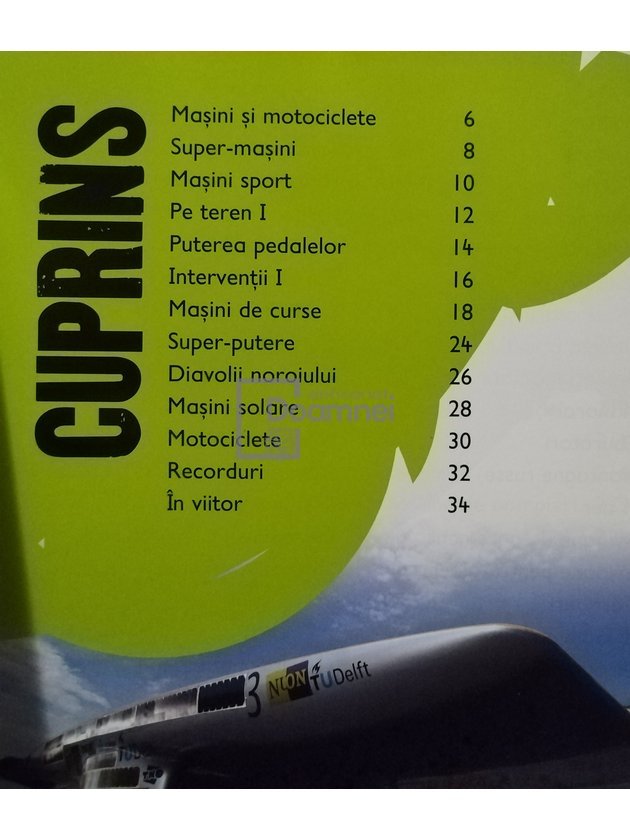 CUPRINS
Mașini și motociclete 6
Super-mașini 8
Mașini sport 10
Pe teren I 12
Puterea pedalelor 14
Intervenții I 16
Mașini de curse 18
Super-putere 24
Diavolii noroiului 26
Mașini solare 28
Motociclete 30
Recorduri 32
În viitor 34
Doamnei
3 NUON TUDelft
TUDelft